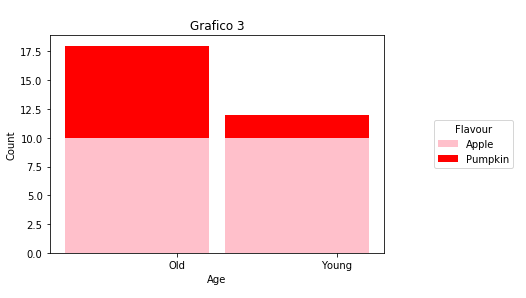 Grafico 3
17.5
15.0
12.5
10.0
7.5
5.0
2.5
0.0
Count
Old
Young
Age
Flavour
Apple
Pumpkin